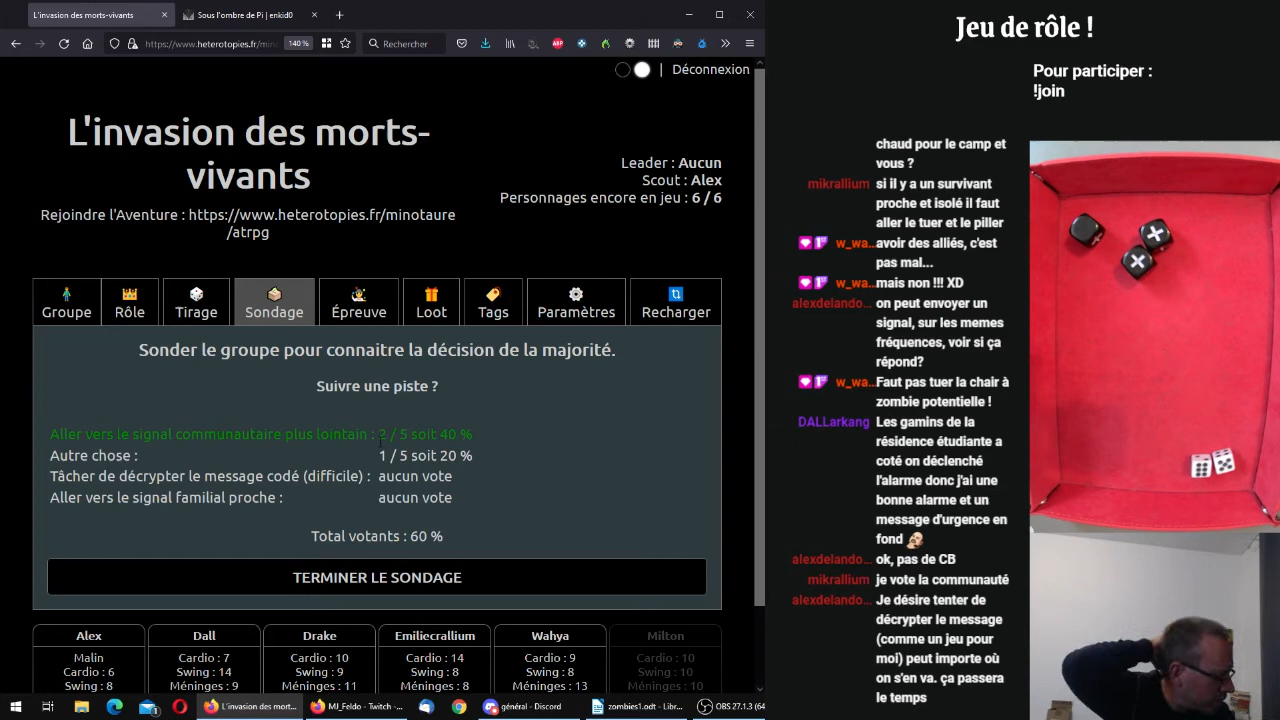 L'invasion des morts-vivants
Sous l'ombre de Pi | enkid0
https://www.heterotopies.fr/mino
140 %
Rechercher
ABP
Déconnexion
L'invasion des morts-
vivants
Rejoindre l'Aventure : https://www.heterotopies.fr/minotaure
/atrpg
Leader : Aucun
Scout : Alex
Personnages encore en jeu : 6 / 6
Groupe
Rôle
Tirage
Sondage
Épreuve
Loot
Tags
Paramètres
Recharger
Sonder le groupe pour connaitre la décision de la majorité.
Suivre une piste ?
Aller vers le signal communautaire plus lointain : 2 / 5 soit 40 %
Autre chose : 1 / 5 soit 20 %
Tâcher de décrypter le message codé (difficile) : aucun vote
Aller vers le signal familial proche : aucun vote
Total votants : 60 %
TERMINER LE SONDAGE
Alex
Malin
Cardio : 6
Swing : 8
Dall
Cardio : 7
Swing : 14
Méninges : 9
Drake
Cardio : 10
Swing : 9
Méninges : 11
Emiliecrallium
Cardio : 14
Swing : 8
Méninges : 8
Wahya
Cardio : 9
Swing : 8
Méninges : 13
Milton
Cardio : 10
Swing : 10
Méninges : 10
L'invasion des mort...
MJ_Feldo - Twitch -...
général - Discord
zombies1.odt - Libr...
OBS 27.1.3 (64
Jeu de rôle !
Pour participer :
!join
chaud pour le camp et
vous ?
mikrallium si il y a un survivant
proche et isolé il faut
aller le tuer et le piller
w_wa... avoir des alliés, c'est
pas mal...
w_wa... mais non !!! XD
alexdelando... on peut envoyer un
signal, sur les memes
fréquences, voir si ça
répond?
w_wa... Faut pas tuer la chair à
zombie potentielle !
DALLarkang Les gamins de la
résidence étudiante a
coté on déclenché
l'alarme donc j'ai une
bonne alarme et un
message d'urgence en
fond
alexdelando... ok, pas de CB
mikrallium je vote la communauté
alexdelando... Je désire tenter de
décrypter le message
(comme un jeu pour
moi) peut importe où
on s'en va. ça passera
le temps